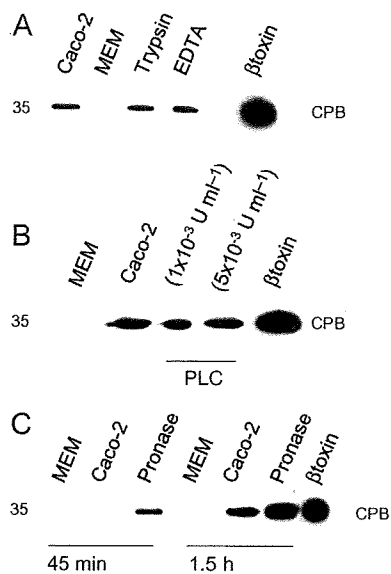 A
Caco-2 MEM Trypsin EDTA βtoxin
35 CPB
B
MEM Caco-2 (1x10⁻³ U ml⁻¹) (5x10⁻³ U ml⁻¹) βtoxin
35 CPB
PLC
C
MEM Caco-2 Pronase MEM Caco-2 Pronase βtoxin
35 CPB
45 min 1.5 h